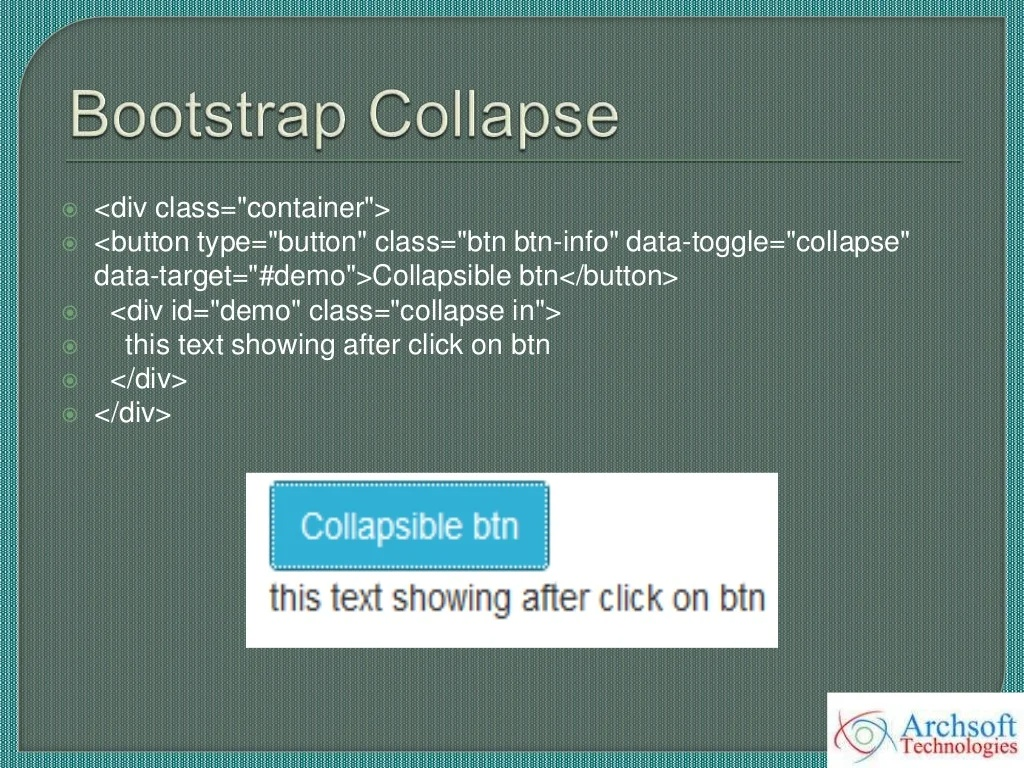 Bootstrap Collapse
<div class="container">
<button type="button" class="btn btn-info" data-toggle="collapse"
data-target="#demo">Collapsible btn</button>
<div id="demo" class="collapse in">
this text showing after click on btn
</div>
</div>
Collapsible btn
this text showing after click on btn
Archsoft
Technologies